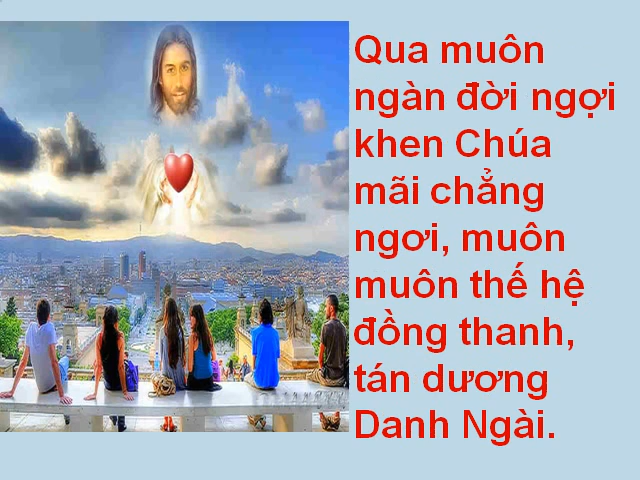 Qua muôn
ngàn đời ngợi
khen Chúa
mãi chẳng
ngơi, muôn
muôn thế hệ
đồng thanh,
tán dương
Danh Ngài.